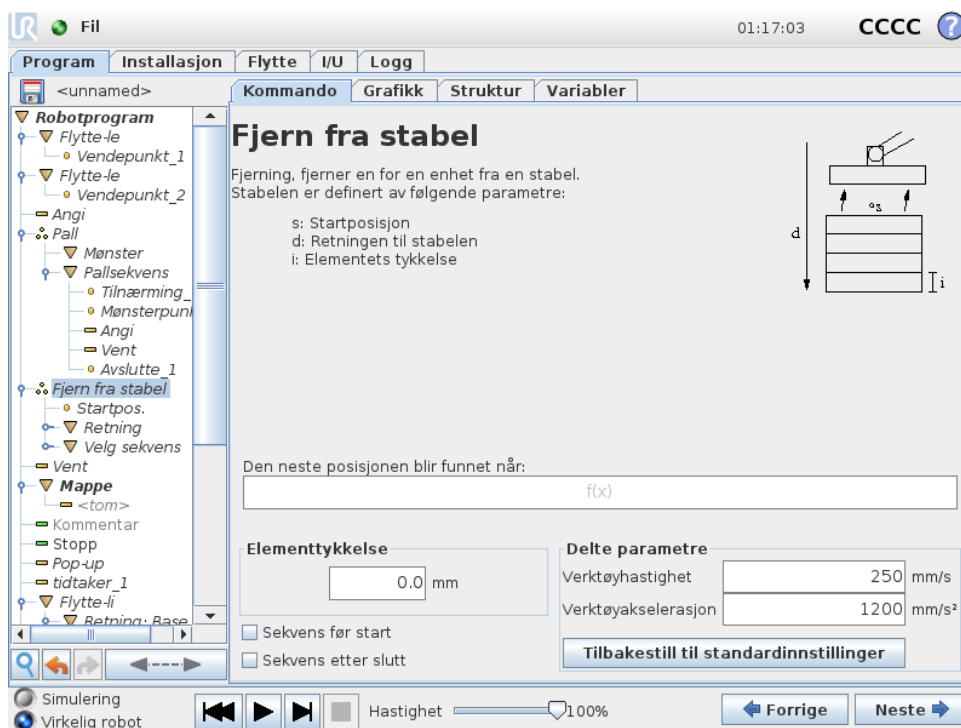 UR Fil 01:17:03 CCCC ?
Program Installasjon Flytte I/U Logg
<unnamed>
Kommando Grafikk Struktur Variabler
Robotprogram
Flytte-le
Vendepunkt_1
Flytte-le
Vendepunkt_2
Angi
Pall
Mønster
Pallsekvens
Tilnærming_
Mønsterpun
Angi
Vent
Avslutte_1
Fjern fra stabel
Startpos.
Retning
Velg sekvens
Vent
Mappe
<tom>
Kommentar
Stopp
Pop-up
tidtaker_1
Flytte-li
Retning: Base
Fjern fra stabel
Fjerning, fjerner en for en enhet fra en stabel.
Stabelen er definert av følgende parametre:
s: Startposisjon
d: Retningen til stabelen
i: Elementets tykkelse
s
d
i
Den neste posisjonen blir funnet når:
f(x)
Elementtykkelse
0.0 mm
Sekvens før start
Sekvens etter slutt
Delte parametre
Verktøyhastighet 250 mm/s
Verktøyakselerasjon 1200 mm/s²
Tilbakestill til standardinnstillinger
Simulering
Virkelig robot
Hastighet 100%
Forrige Neste